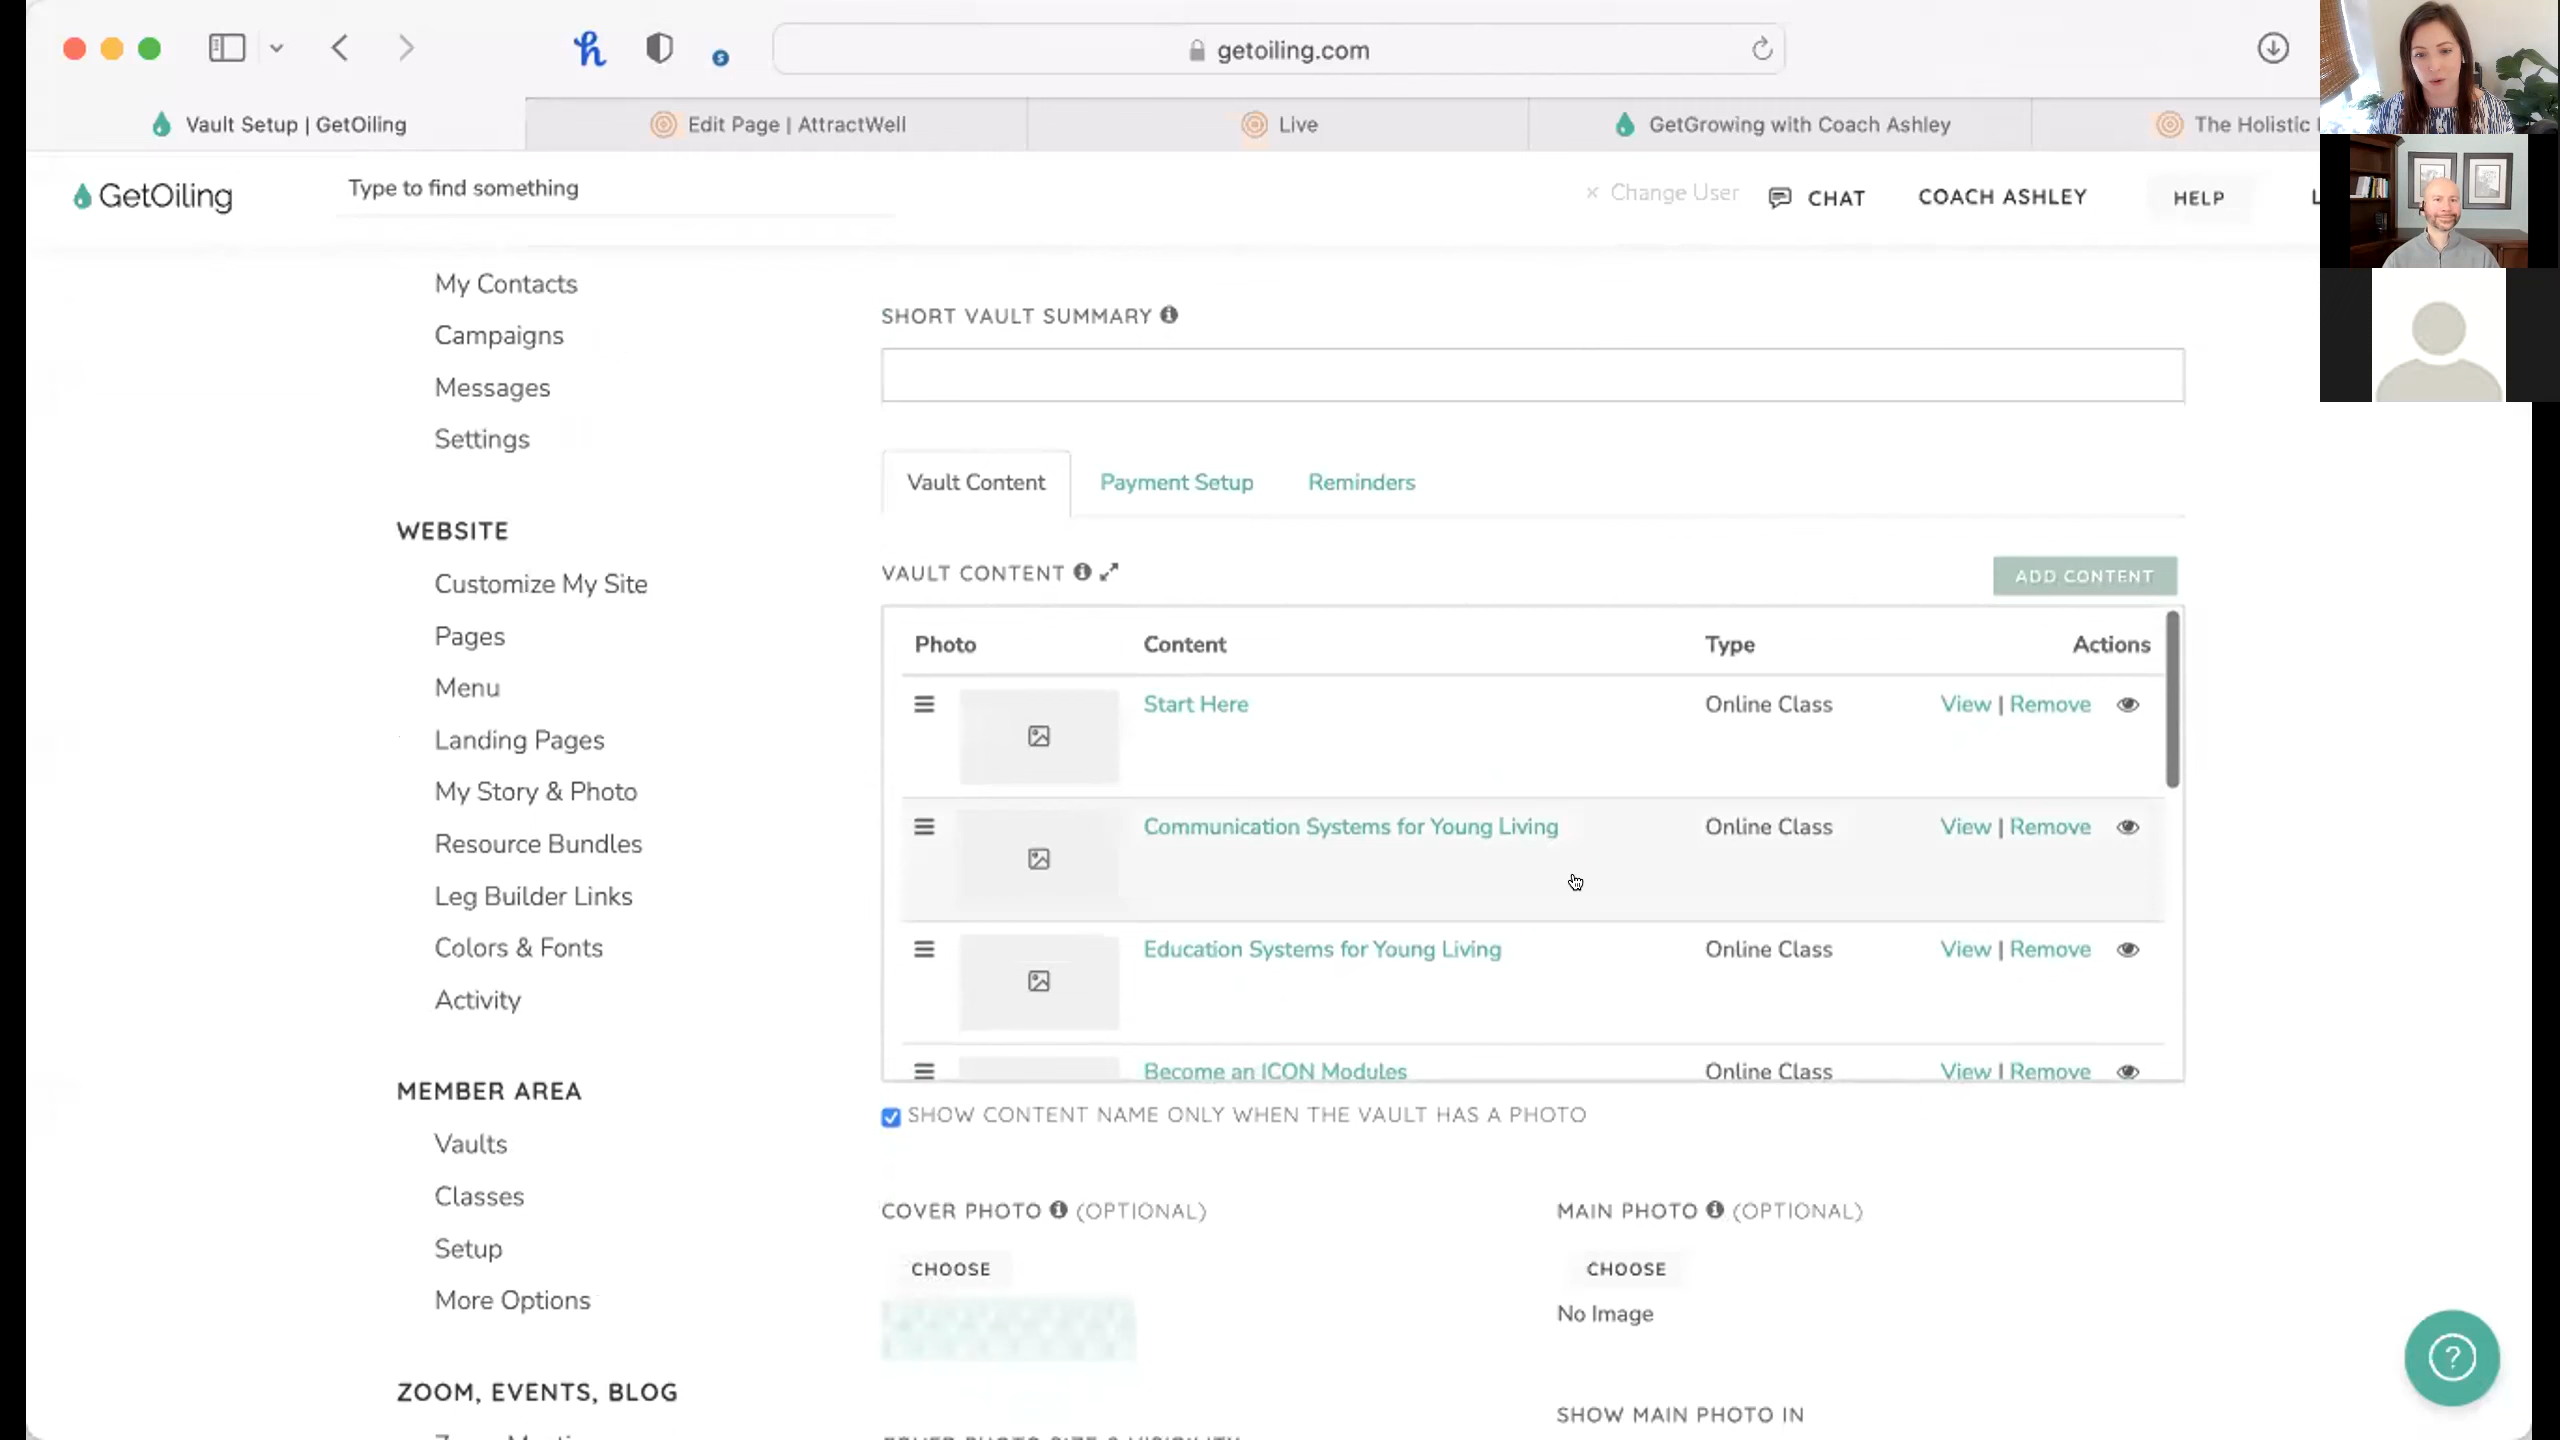 getoiling.com
Vault Setup | GetOiling
Edit Page | AttractWell
Live
GetGrowing with Coach Ashley
The Holistic
GetOiling
Type to find something
× Change User
CHAT
COACH ASHLEY
HELP
My Contacts
Campaigns
Messages
Settings
WEBSITE
Customize My Site
Pages
Menu
Landing Pages
My Story & Photo
Resource Bundles
Leg Builder Links
Colors & Fonts
Activity
MEMBER AREA
Vaults
Classes
Setup
More Options
ZOOM, EVENTS, BLOG
SHORT VAULT SUMMARY
Vault Content
Payment Setup
Reminders
VAULT CONTENT
ADD CONTENT
Photo Content Type Actions
Start Here Online Class View | Remove
Communication Systems for Young Living Online Class View | Remove
Education Systems for Young Living Online Class View | Remove
Become an ICON Modules Online Class View | Remove
SHOW CONTENT NAME ONLY WHEN THE VAULT HAS A PHOTO
COVER PHOTO (OPTIONAL)
CHOOSE
MAIN PHOTO (OPTIONAL)
CHOOSE
No Image
SHOW MAIN PHOTO IN